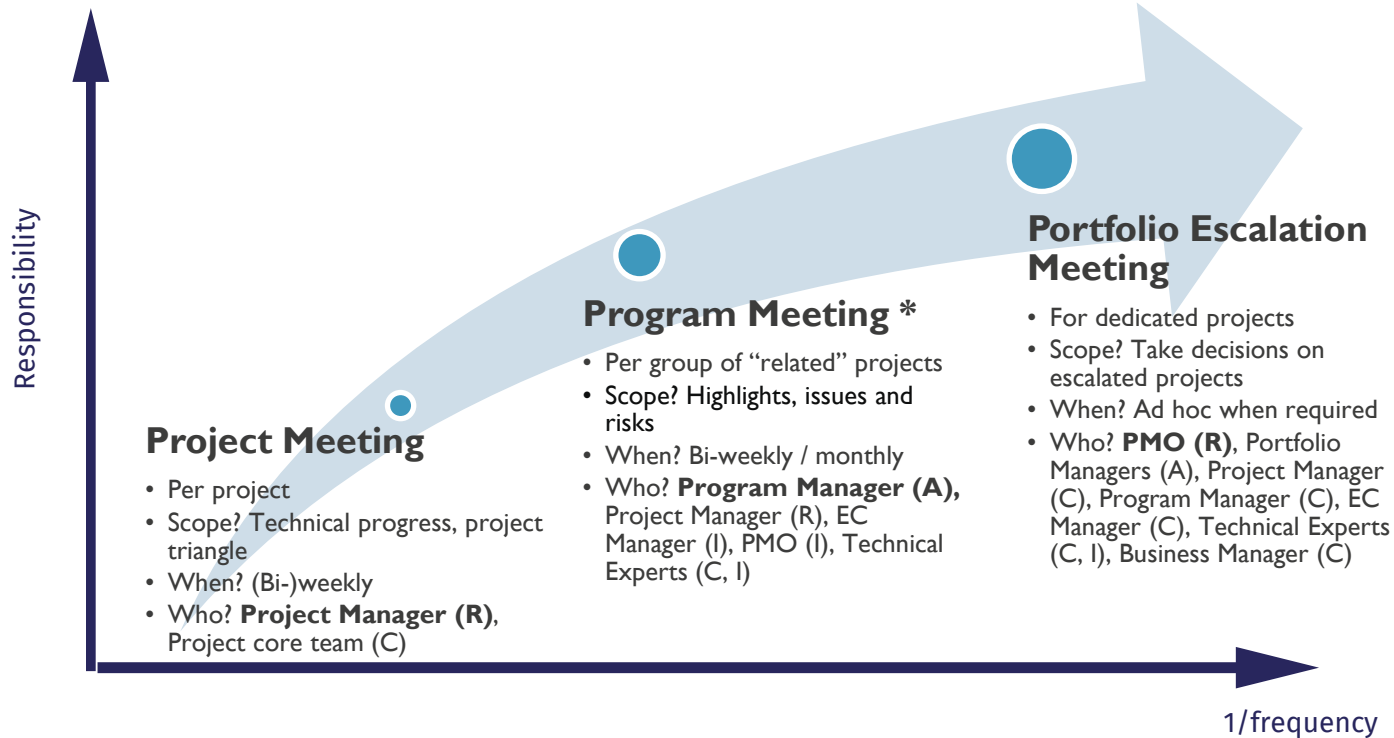 Responsibility
Project Meeting
• Per project
• Scope? Technical progress, project
triangle
• When? (Bi-)weekly
• Who? Project Manager (R),
Project core team (C)
Program Meeting *
• Per group of “related” projects
• Scope? Highlights, issues and
risks
• When? Bi-weekly / monthly
• Who? Program Manager (A),
Project Manager (R), EC
Manager (I), PMO (I), Technical
Experts (C, I)
Portfolio Escalation
Meeting
• For dedicated projects
• Scope? Take decisions on
escalated projects
• When? Ad hoc when required
• Who? PMO (R), Portfolio
Managers (A), Project Manager
(C), Program Manager (C), EC
Manager (C), Technical Experts
(C, I), Business Manager (C)
1/frequency